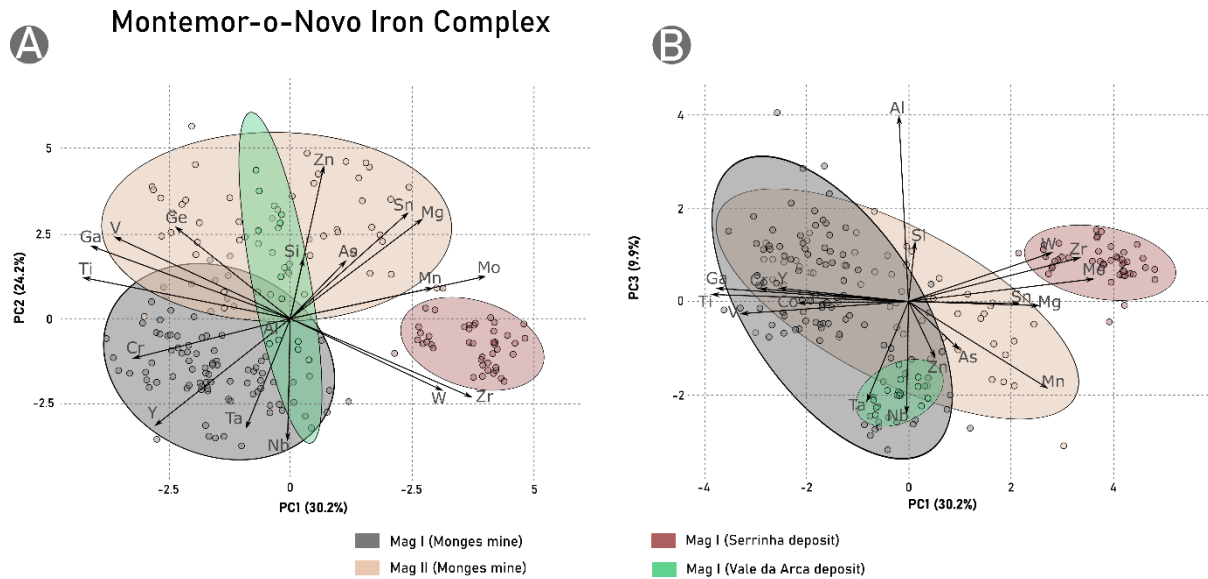 Montemor-o-Novo Iron Complex
A
B
5
2.5
0
-2.5
PC2 (24.2%)
-2.5
0
-2.5
5
PC1 (30.2%)
Zn
Sn
Mg
Ge
V
Ga
Ti
Si
As
Mn
Mo
Al
Cr
Y
Ta
Nb
W
Zr
4
2
0
-2
PC3 (9.9%)
-4
-2
0
2
4
PC1 (30.2%)
Al
Si
W
Zr
Mo
Ga
Cr
Y
Ti
Co
V
Sn
Mg
As
Zn
Mn
Ta
Nb
Mag I (Monges mine)
Mag II (Monges mine)
Mag I (Serrinha deposit)
Mag I (Vale da Arca deposit)